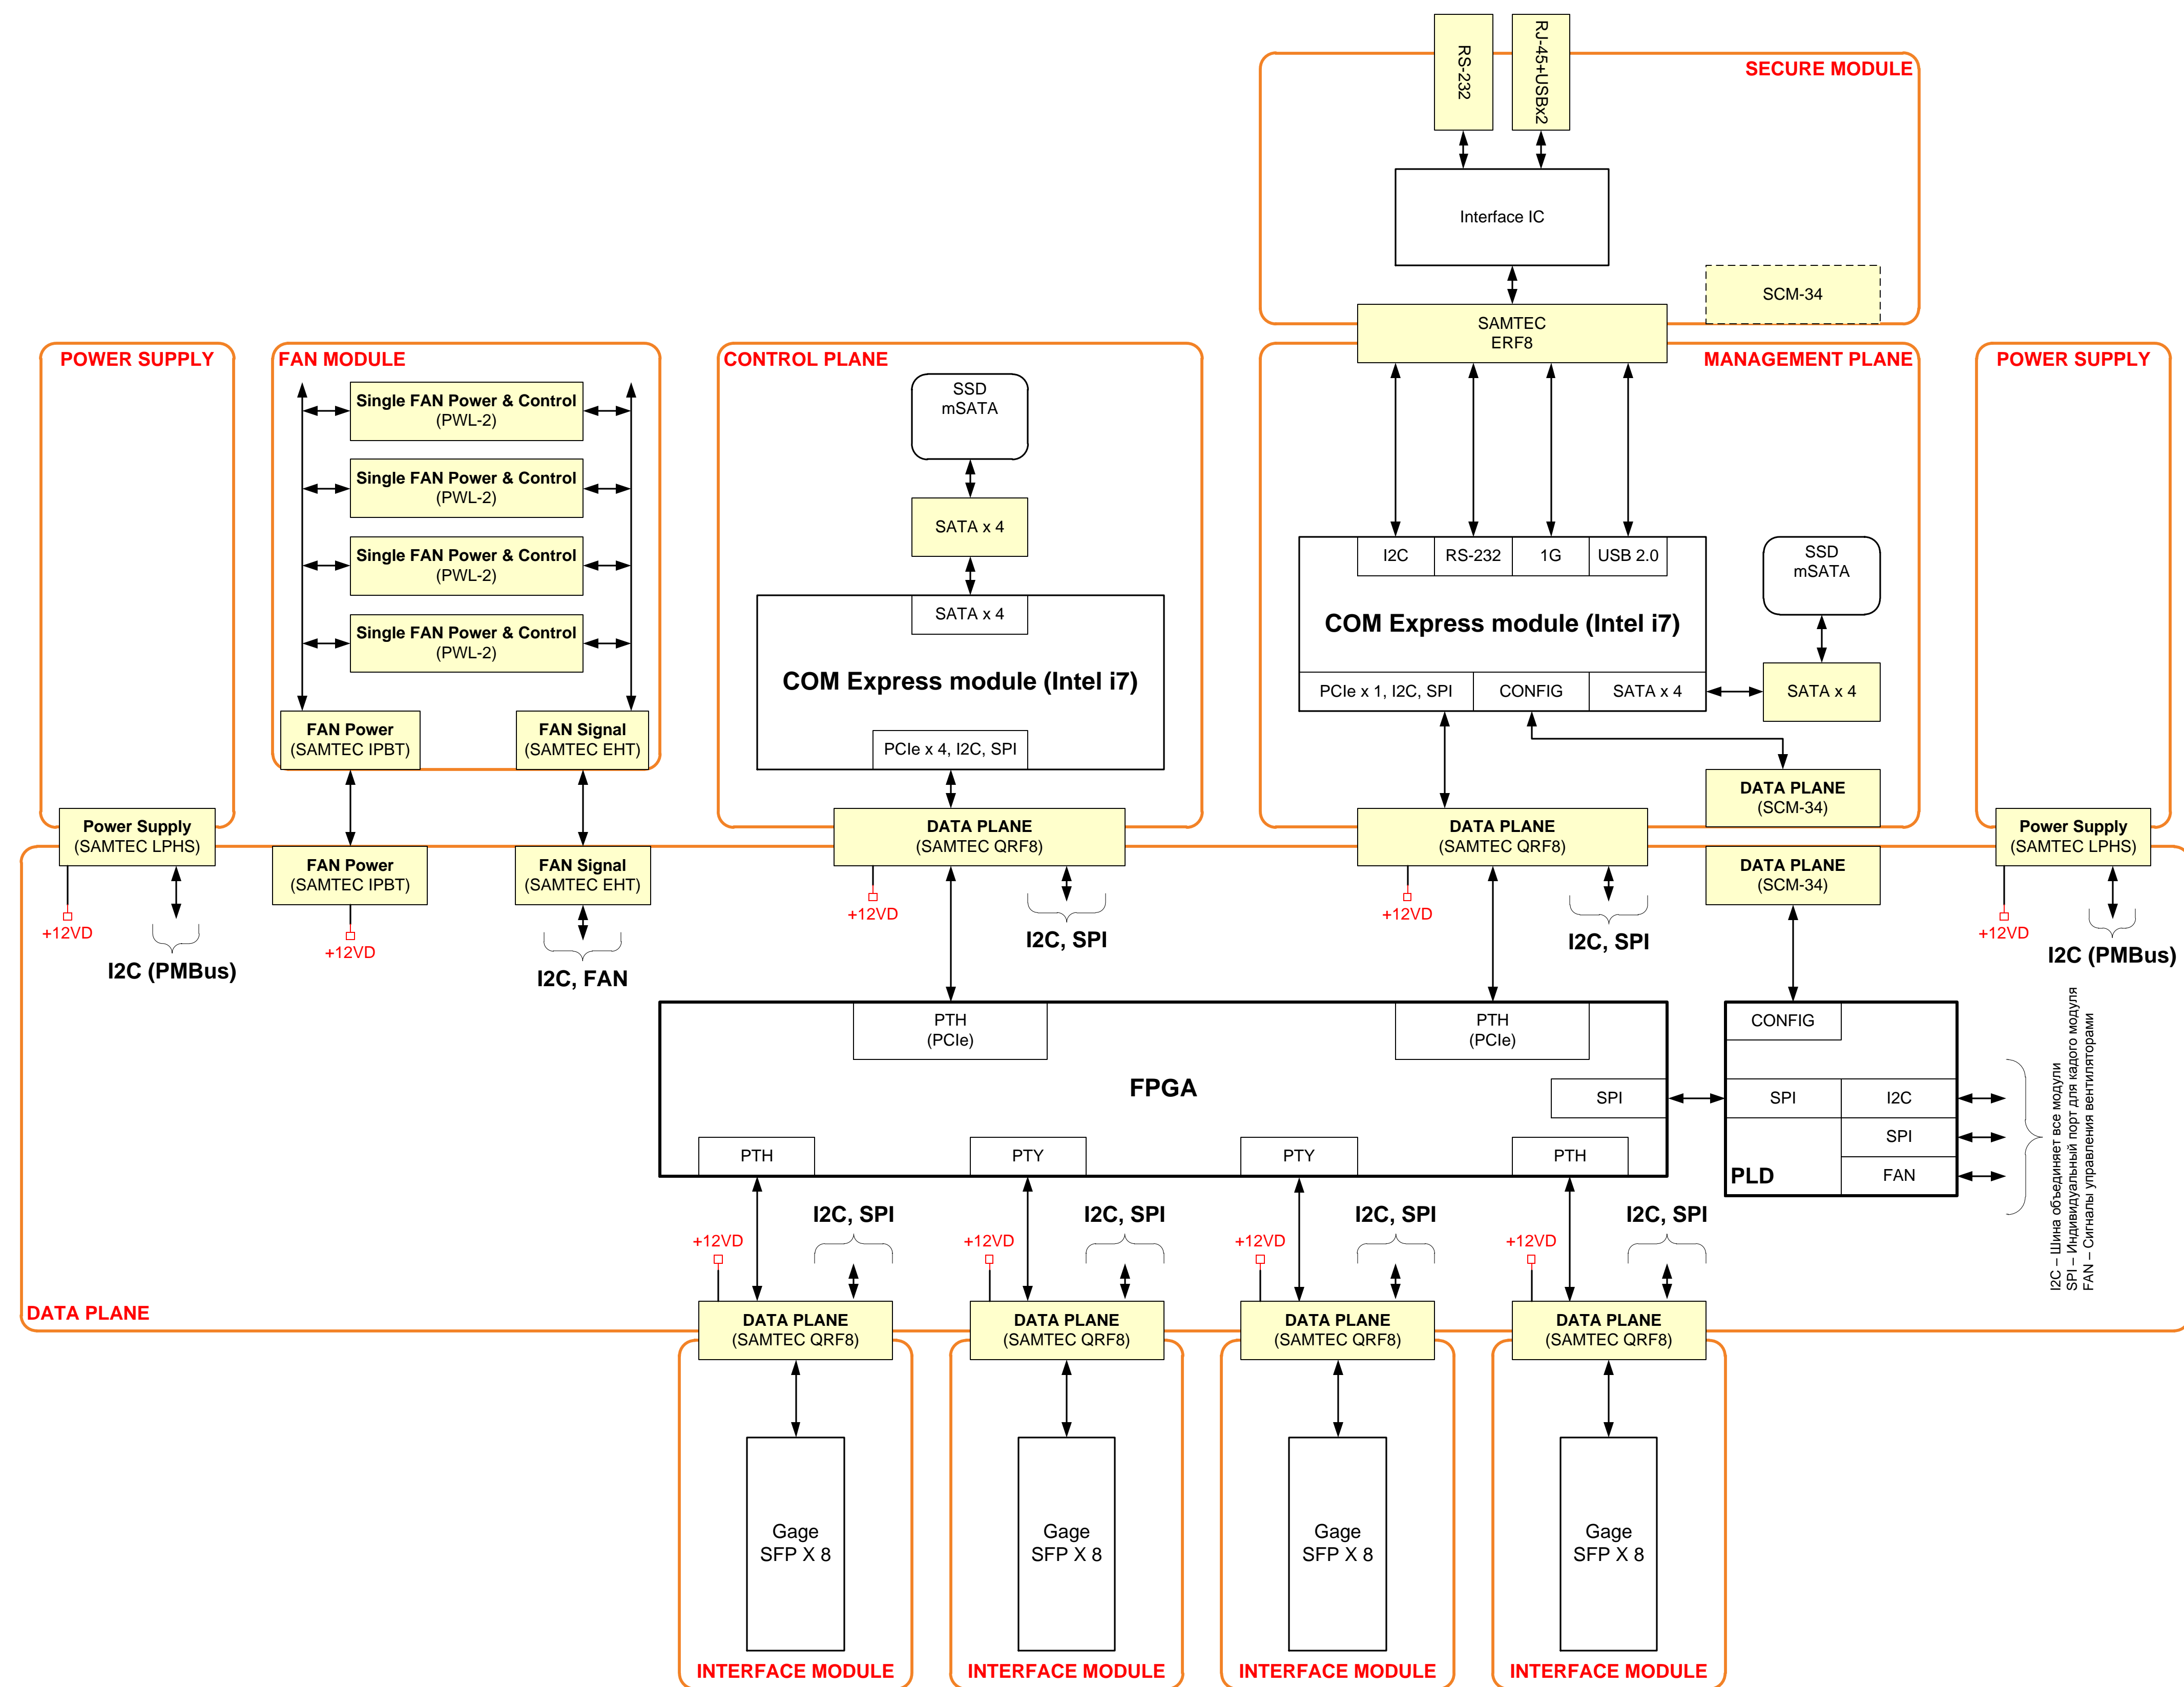 RS-232
RJ-45+USBx2
SECURE MODULE
Interface IC
SCM-34
SAMTEC
ERF8
POWER SUPPLY
FAN MODULE
Single FAN Power & Control
(PWL-2)
Single FAN Power & Control
(PWL-2)
Single FAN Power & Control
(PWL-2)
Single FAN Power & Control
(PWL-2)
FAN Power
(SAMTEC IPBT)
FAN Signal
(SAMTEC EHT)
CONTROL PLANE
SSD
mSATA
SATA x 4
SATA x 4
COM Express module (Intel i7)
PCIe x 4, I2C, SPI
MANAGEMENT PLANE
I2C
RS-232
1G
USB 2.0
COM Express module (Intel i7)
PCIe x 1, I2C, SPI
CONFIG
SATA x 4
SSD
mSATA
SATA x 4
DATA PLANE
(SCM-34)
POWER SUPPLY
Power Supply
(SAMTEC LPHS)
+12VD
I2C (PMBus)
FAN Power
(SAMTEC IPBT)
+12VD
FAN Signal
(SAMTEC EHT)
I2C, FAN
DATA PLANE
(SAMTEC QRF8)
+12VD
I2C, SPI
DATA PLANE
(SAMTEC QRF8)
+12VD
I2C, SPI
DATA PLANE
(SCM-34)
Power Supply
(SAMTEC LPHS)
+12VD
I2C (PMBus)
PTH
(PCIe)
PTH
(PCIe)
FPGA
SPI
PTH
PTY
PTY
PTH
CONFIG
SPI
I2C
SPI
FAN
PLD
I2C – Шина объединяет все модули
SPI – Индивидуальный порт для кадого модуля
FAN – Сигналы управления вентиляторами
+12VD
I2C, SPI
+12VD
I2C, SPI
+12VD
I2C, SPI
+12VD
I2C, SPI
DATA PLANE
DATA PLANE
(SAMTEC QRF8)
DATA PLANE
(SAMTEC QRF8)
DATA PLANE
(SAMTEC QRF8)
DATA PLANE
(SAMTEC QRF8)
Gage
SFP X 8
Gage
SFP X 8
Gage
SFP X 8
Gage
SFP X 8
INTERFACE MODULE
INTERFACE MODULE
INTERFACE MODULE
INTERFACE MODULE